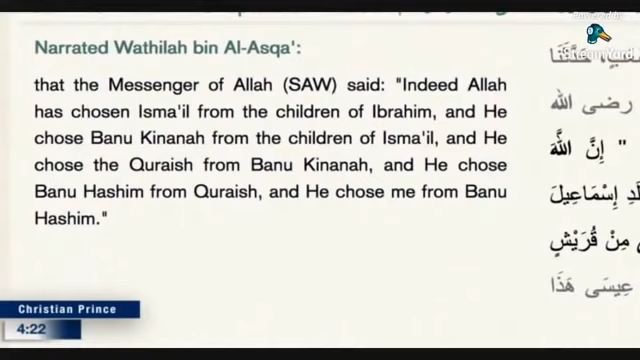 Powered by
StreamYard
Narrated Wathilah bin Al-Asqa':
that the Messenger of Allah (SAW) said: "Indeed Allah
has chosen Isma'il from the children of Ibrahim, and He
chose Banu Kinanah from the children of Isma'il, and He
chose the Quraish from Banu Kinanah, and He chose
Banu Hashim from Quraish, and He chose me from Banu
Hashim."
رضى الله
" إِنَّ اللَّهَ
إِسْمَاعِيلَ
مِنْ قُرَيْشٍ
عِيسَى هَذَا
Christian Prince
4:22